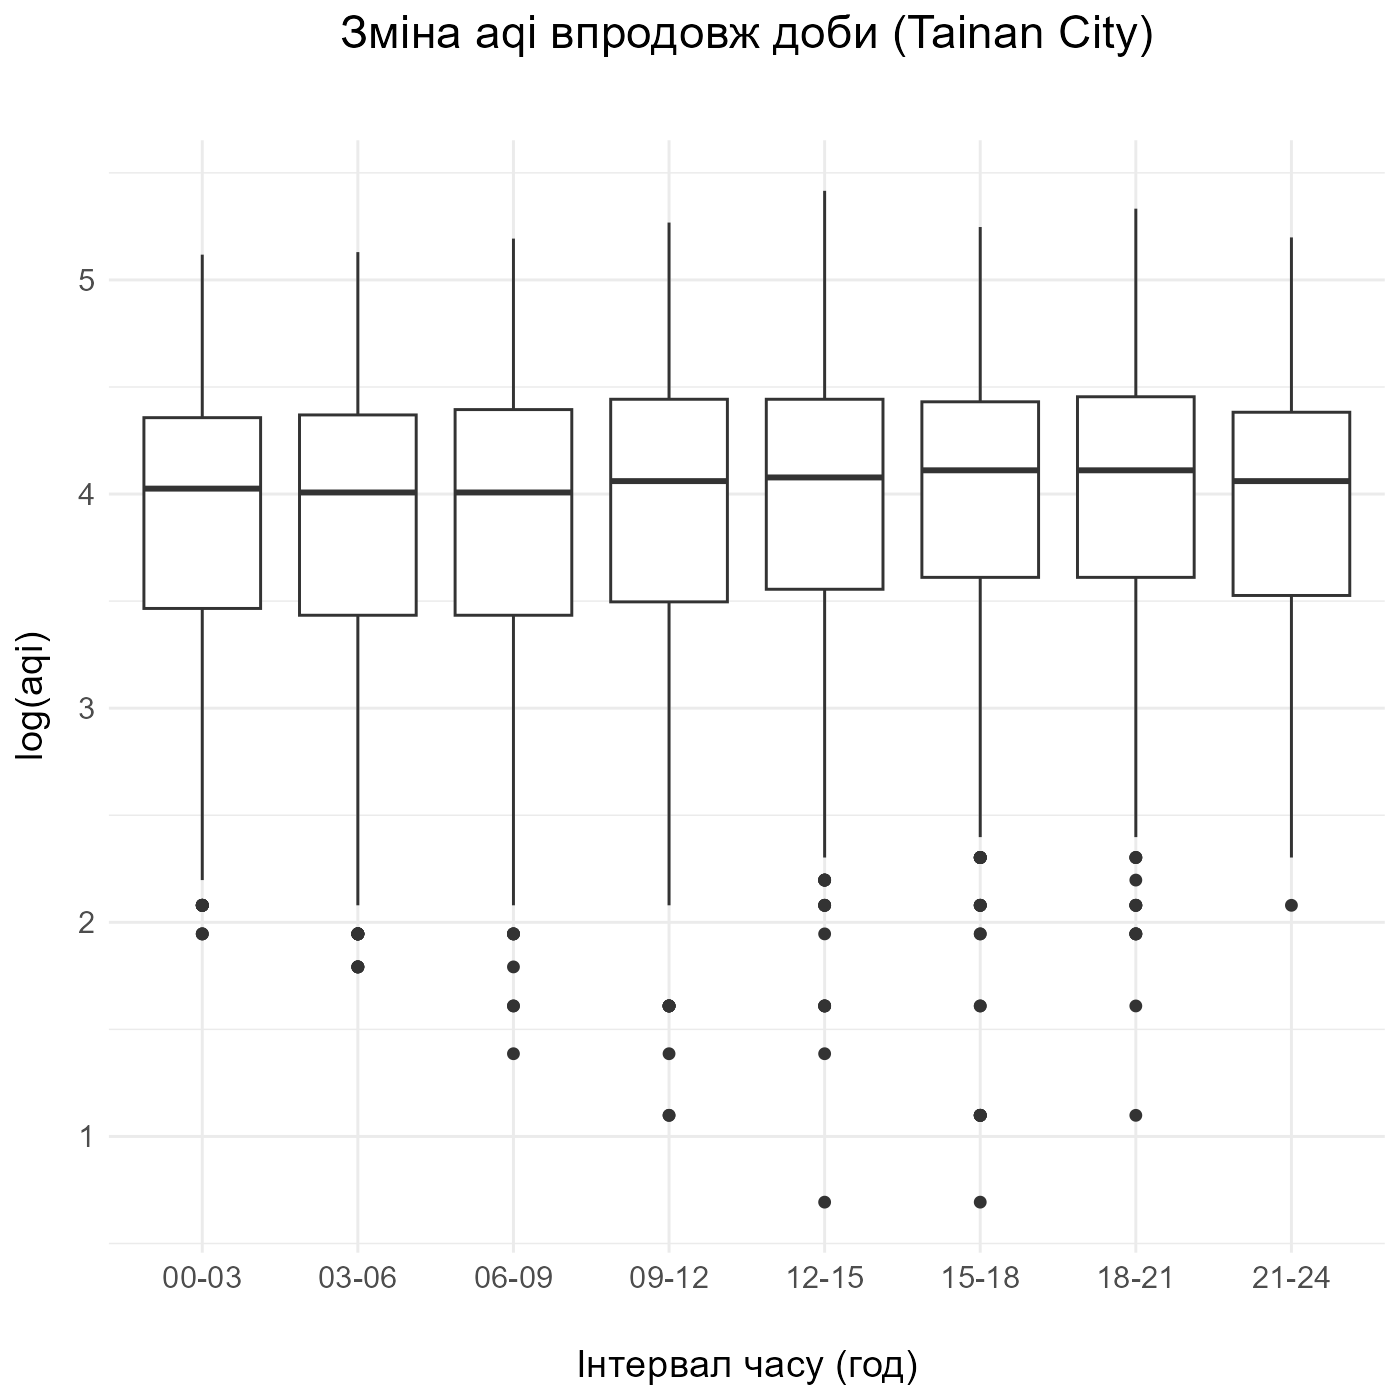 Зміна aqi впродовж доби (Tainan City)
log(aqi)
5
4
3
2
1
00-03 03-06 06-09 09-12 12-15 15-18 18-21 21-24
Інтервал часу (год)